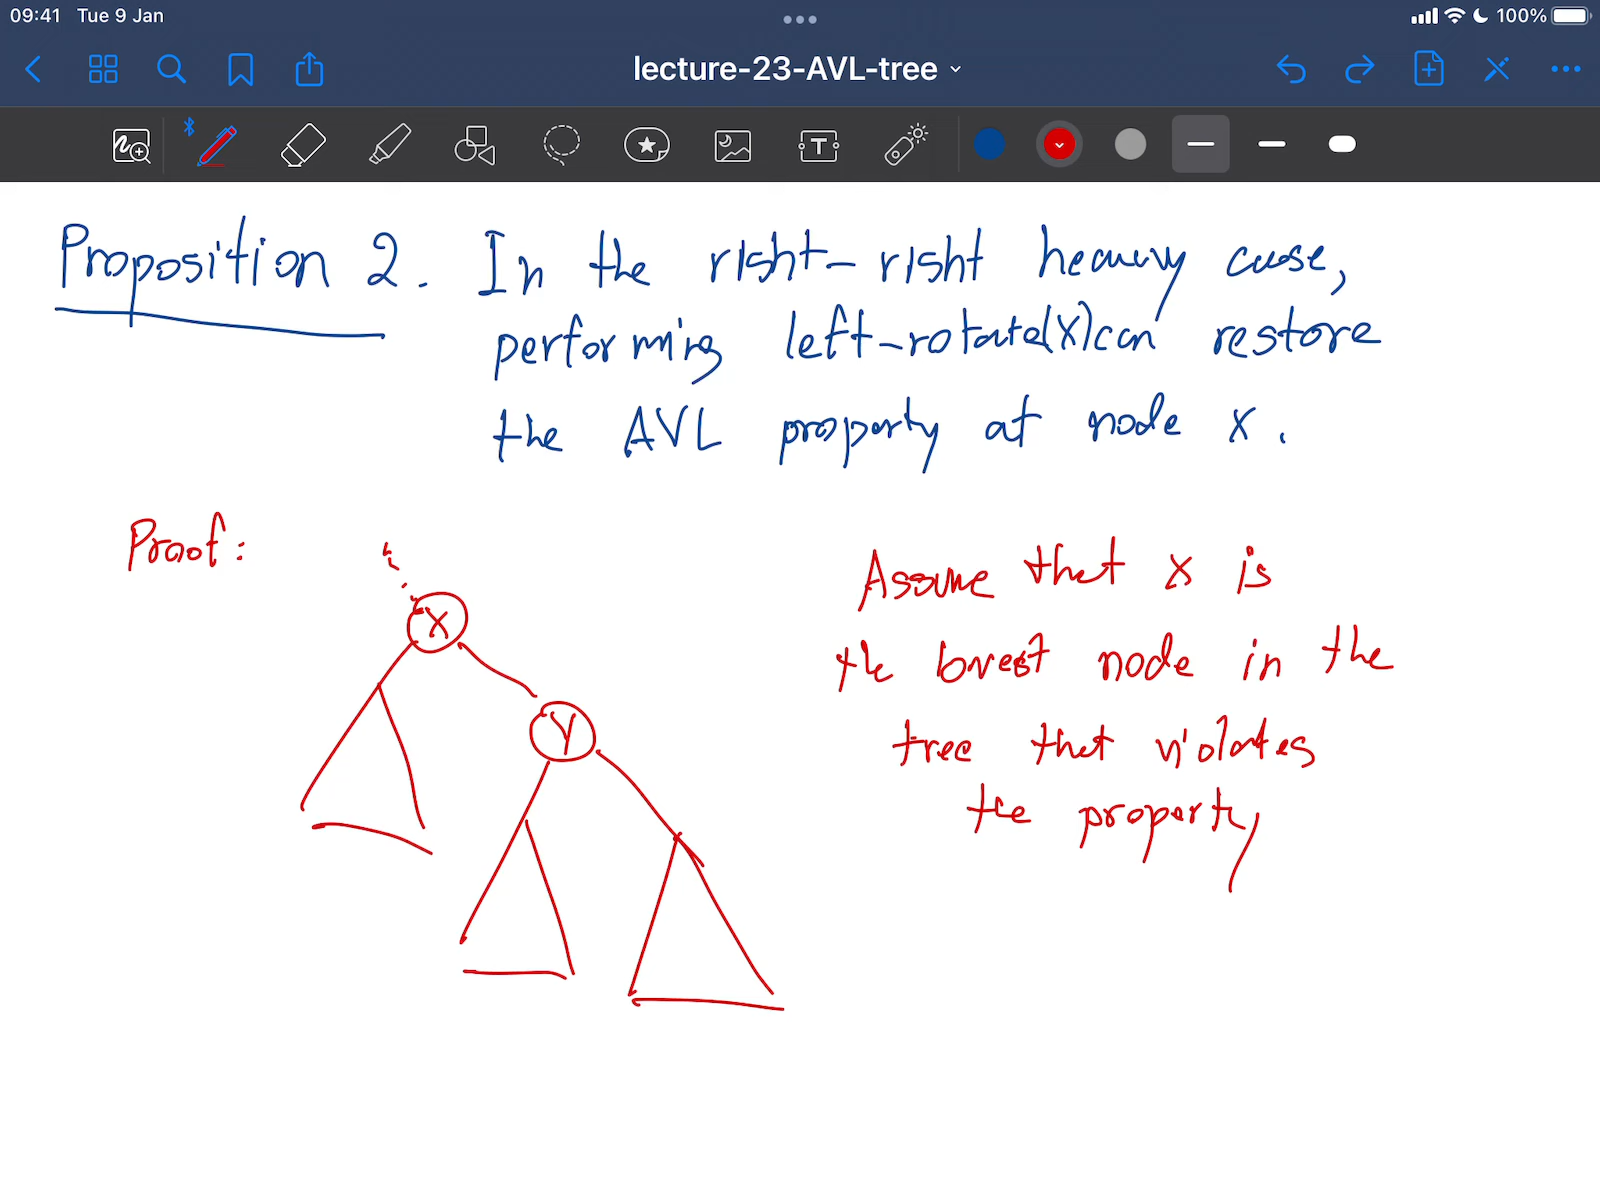 09:41 Tue 9 Jan
100%
lecture-23-AVL-tree
T
Proposition 2. In the right-right heavy case,
performing left-rotate(X) can restore
the AVL property at node X.
Proof:
Assume that X is
the lowest node in the
tree that violates
the property
X
Y